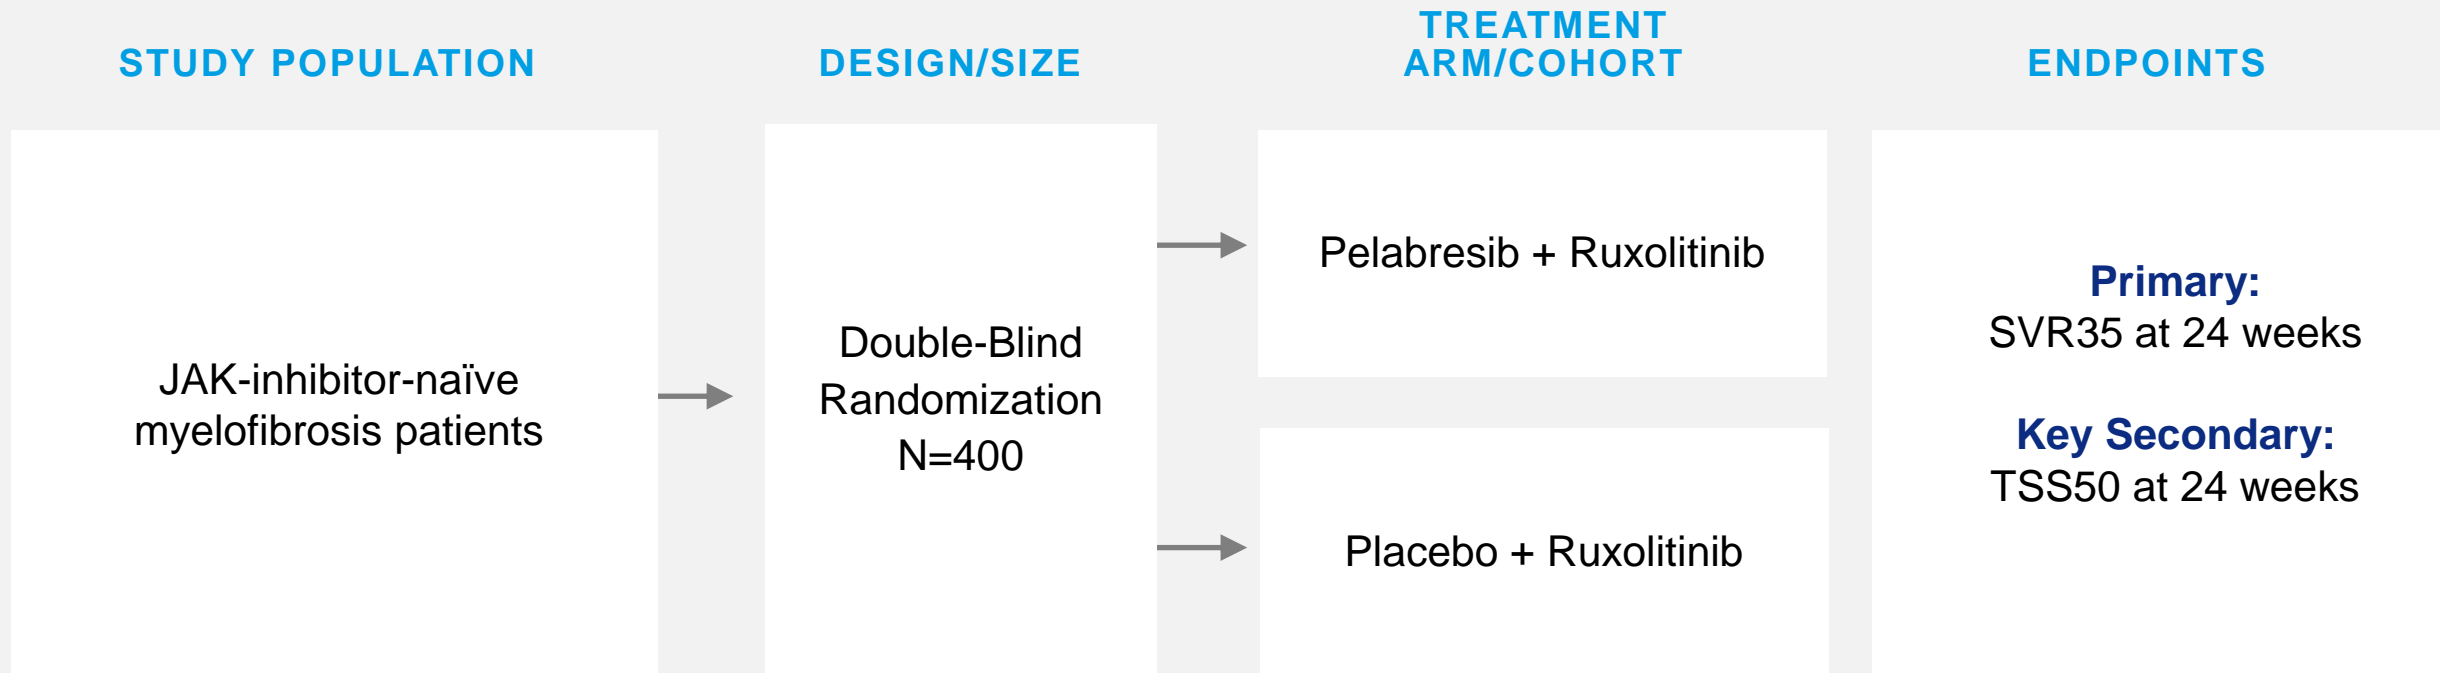 STUDY POPULATION
DESIGN/SIZE
TREATMENT
ARM/COHORT
ENDPOINTS
JAK-inhibitor-naïve
myelofibrosis patients
Double-Blind
Randomization
N=400
Pelabresib + Ruxolitinib
Placebo + Ruxolitinib
Primary:
SVR35 at 24 weeks
Key Secondary:
TSS50 at 24 weeks